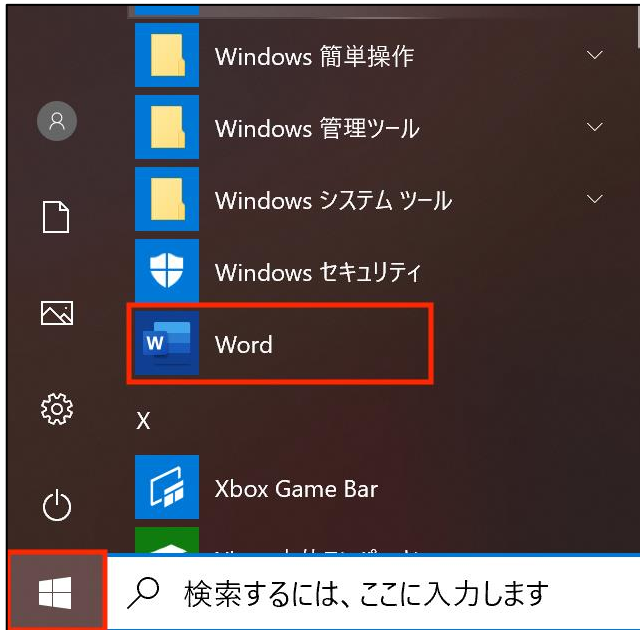 Windows 簡単操作
Windows 管理ツール
Windows システム ツール
Windows セキュリティ
W
Word
X
Xbox Game Bar
検索するには、ここに入力します